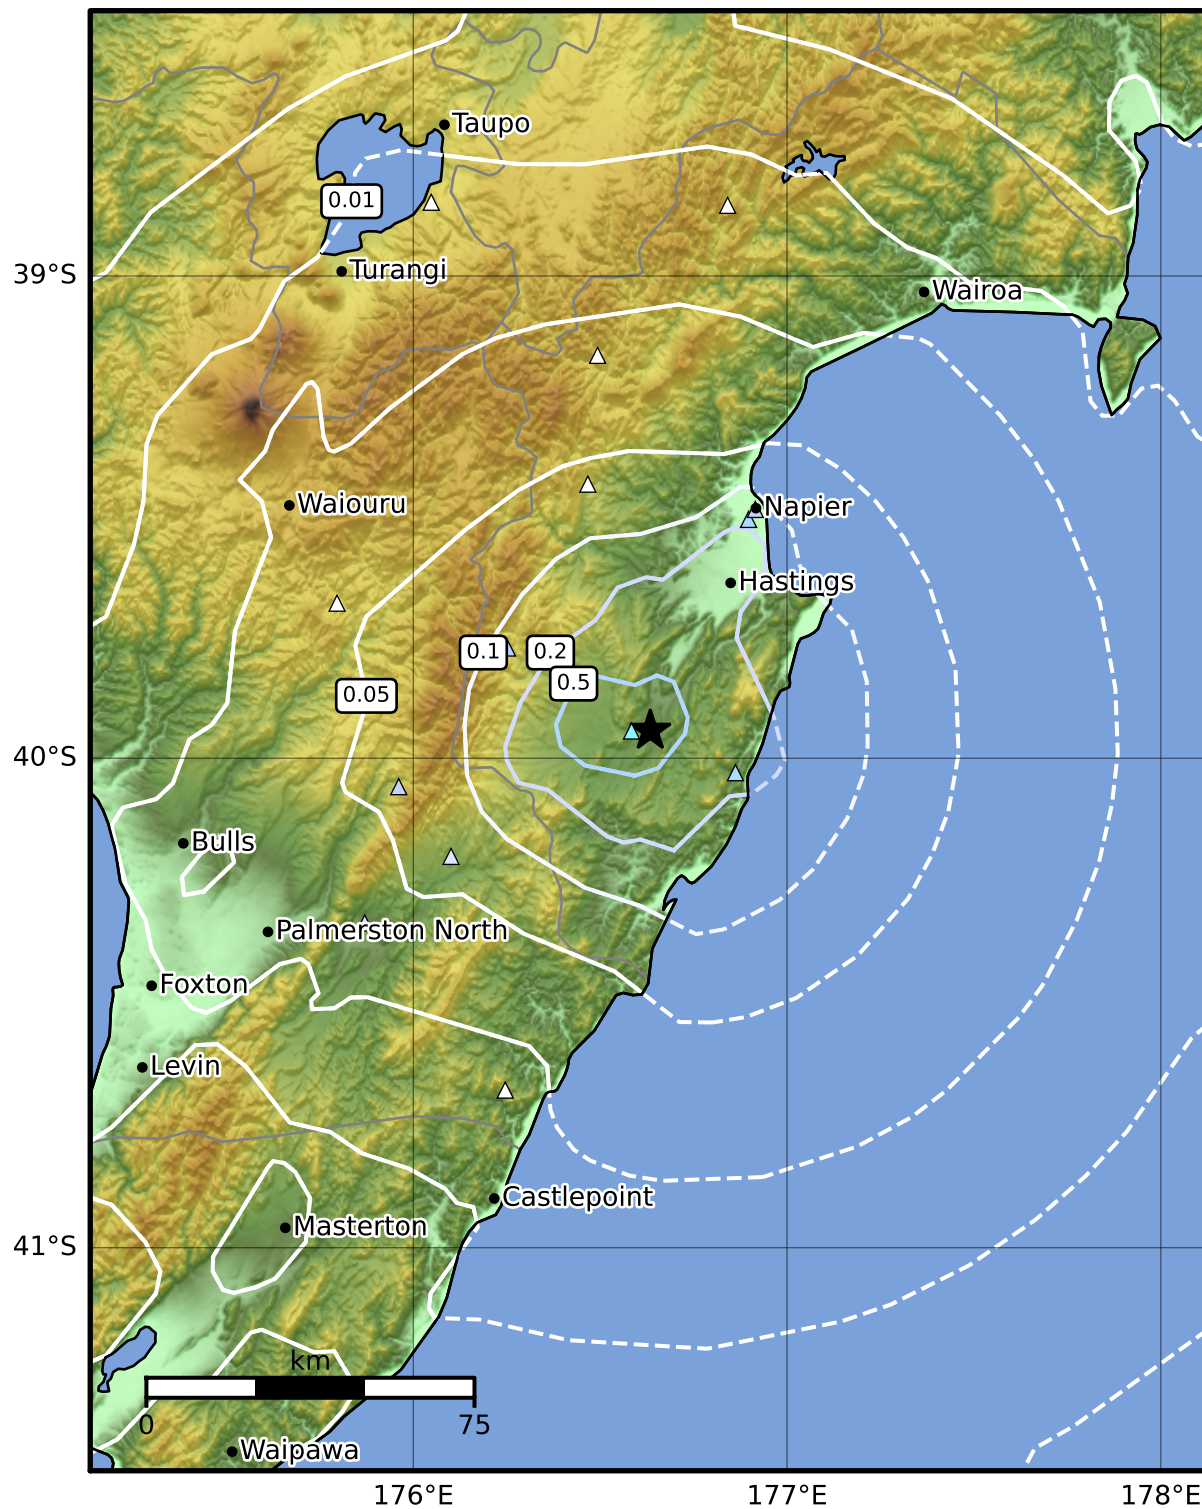 Taupo
0.01
39°S
Turangi
Wairoa
Waiouru
Napier
Hastings
0.1
0.2
0.5
0.05
40°S
Bulls
Palmerston North
Foxton
Levin
Castlepoint
Masterton
41°S
km
0
75
Waipawa
176°E
177°E
178°E